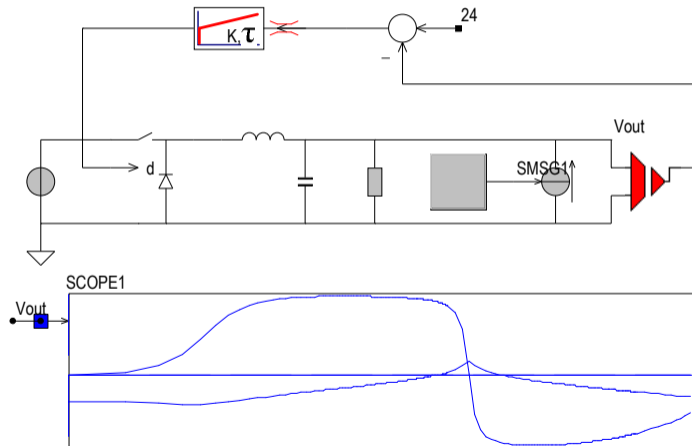 24
K, τ
−
Vout
d
SMSG1
SCOPE1
Vout